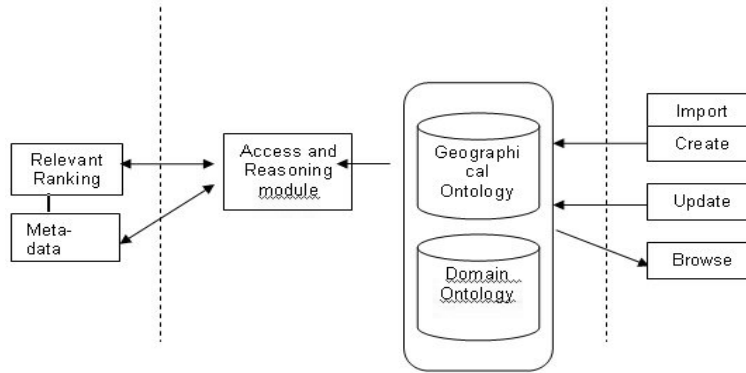 Relevant
Ranking
Meta-
data
Access and
Reasoning
module
Geographi
cal
Ontology
Domain
Ontology
Import
Create
Update
Browse